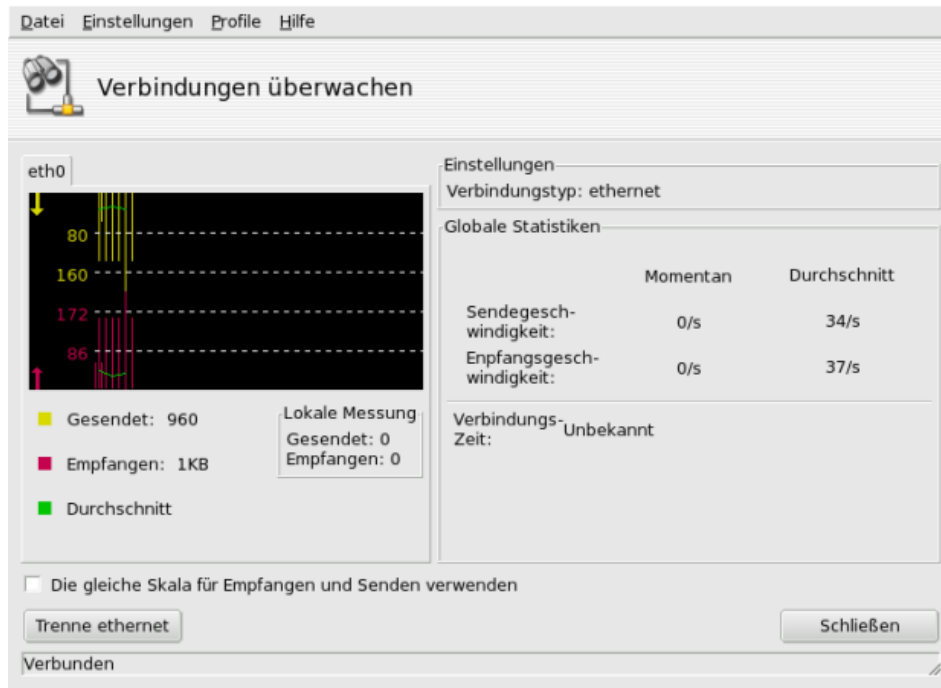 Datei Einstellungen Profile Hilfe
Verbindungen überwachen
eth0
80
160
172
86
Gesendet: 960
Empfangen: 1KB
Durchschnitt
Lokale Messung
Gesendet: 0
Empfangen: 0
Einstellungen
Verbindungstyp: ethernet
Globale Statistiken
Momentan Durchschnitt
Sendegesch-
windigkeit: 0/s 34/s
Enpfangsgesch-
windigkeit: 0/s 37/s
Verbindungs-
Zeit: Unbekannt
Die gleiche Skala für Empfangen und Senden verwenden
Trenne ethernet Schließen
Verbunden